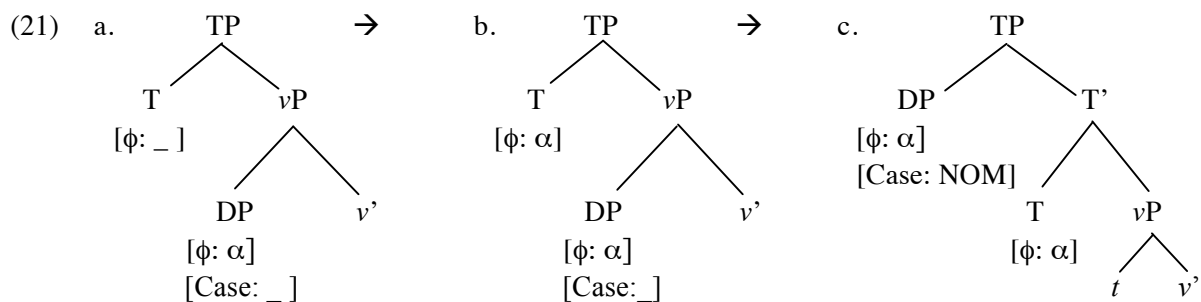 (21) a. TP → b. TP → c. TP
T vP T vP DP T’
[ϕ: _ ] [ϕ: α] [ϕ: α]
[Case: NOM]
DP v’ DP v’ T vP
[ϕ: α] [ϕ: α] [ϕ: α]
[Case: _ ] [Case:_] t v’